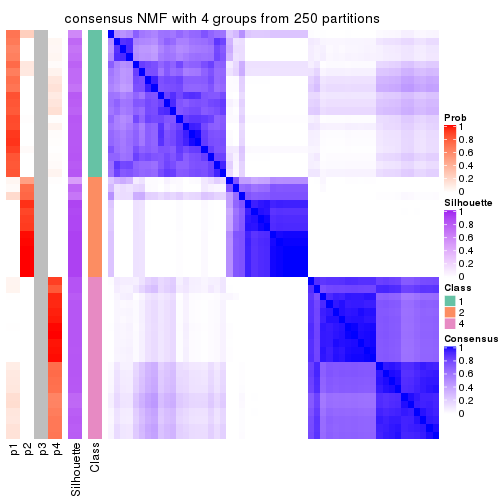 consensus NMF with 4 groups from 250 partitions
Prob
1
0.8
0.6
0.4
0.2
0
Silhouette
1
0.8
0.6
0.4
0.2
0
Class
1
2
4
Consensus
1
0.8
0.6
0.4
0.2
0
p1
p2
p3
p4
Silhouette
Class